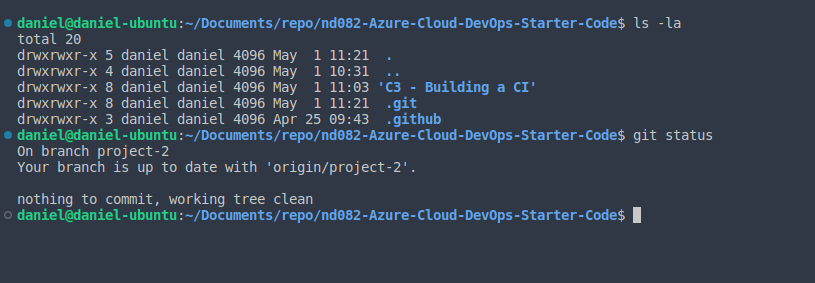 daniel@daniel-ubuntu:~/Documents/repo/nd082-Azure-Cloud-DevOps-Starter-Code$ ls -la
total 20
drwxrwxr-x 5 daniel daniel 4096 May  1 11:21  .
drwxrwxr-x 4 daniel daniel 4096 May  1 10:31  ..
drwxrwxr-x 8 daniel daniel 4096 May  1 11:03 'C3 - Building a CI'
drwxrwxr-x 8 daniel daniel 4096 May  1 11:21  .git
drwxrwxr-x 3 daniel daniel 4096 Apr 25 09:43  .github
daniel@daniel-ubuntu:~/Documents/repo/nd082-Azure-Cloud-DevOps-Starter-Code$ git status
On branch project-2
Your branch is up to date with 'origin/project-2'.
nothing to commit, working tree clean
daniel@daniel-ubuntu:~/Documents/repo/nd082-Azure-Cloud-DevOps-Starter-Code$